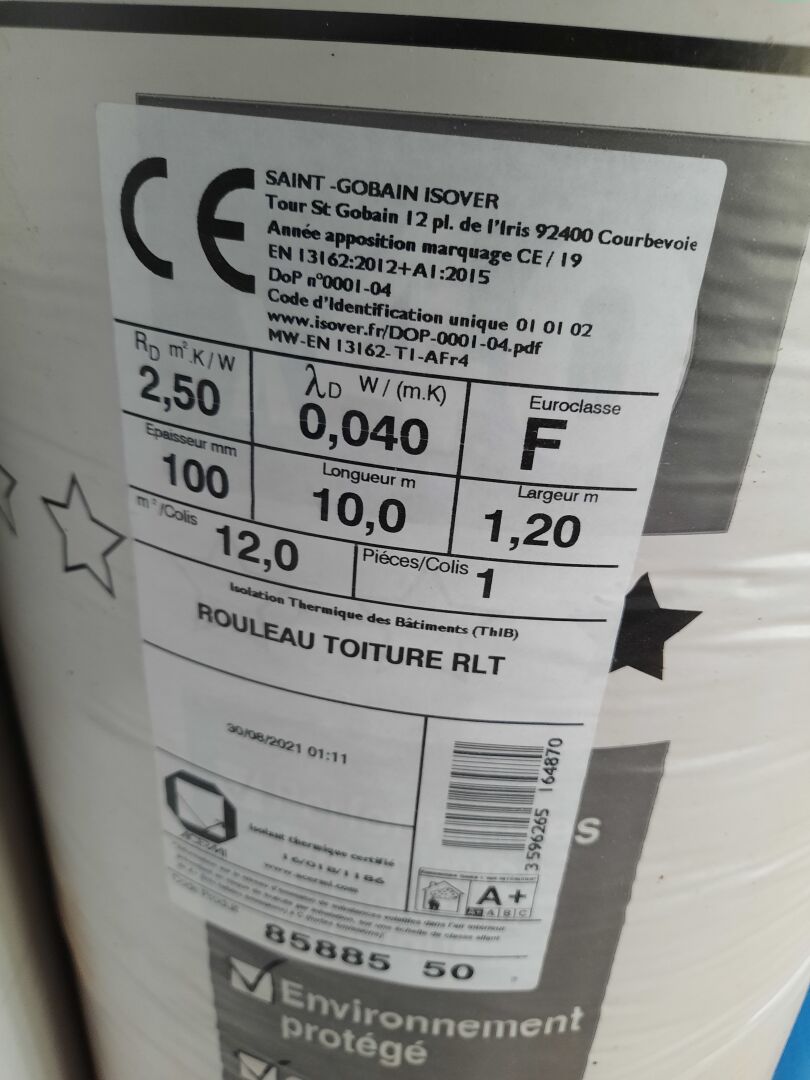 CE
SAINT -GOBAIN ISOVER
Tour St Gobain 12 pl. de l'Iris 92400 Courbevoie
Année apposition marquage CE / 19
EN 13162:2012+A1:2015
DoP n°0001-04
Code d'Identification unique 01 01 02
www.isover.fr/DOP-0001-04.pdf
MW-EN 13162-T1-AFr4
RD m².K/W
2,50
λD W/(m.K)
0,040
Euroclasse
F
Epaisseur mm
100
Longueur m
10,0
Largeur m
1,20
m²/Colis
12,0
Piéces/Colis
1
Isolation Thermique des Bâtiments (ThIB)
ROULEAU TOITURE RLT
30/08/2021 01:11
3 596265 164870
ACERMI
Isolant thermique certifié
16/018/1186
www.acermi.com
A+
A+ A B C
Code Produit
85885 50
S
Environnement
protégé